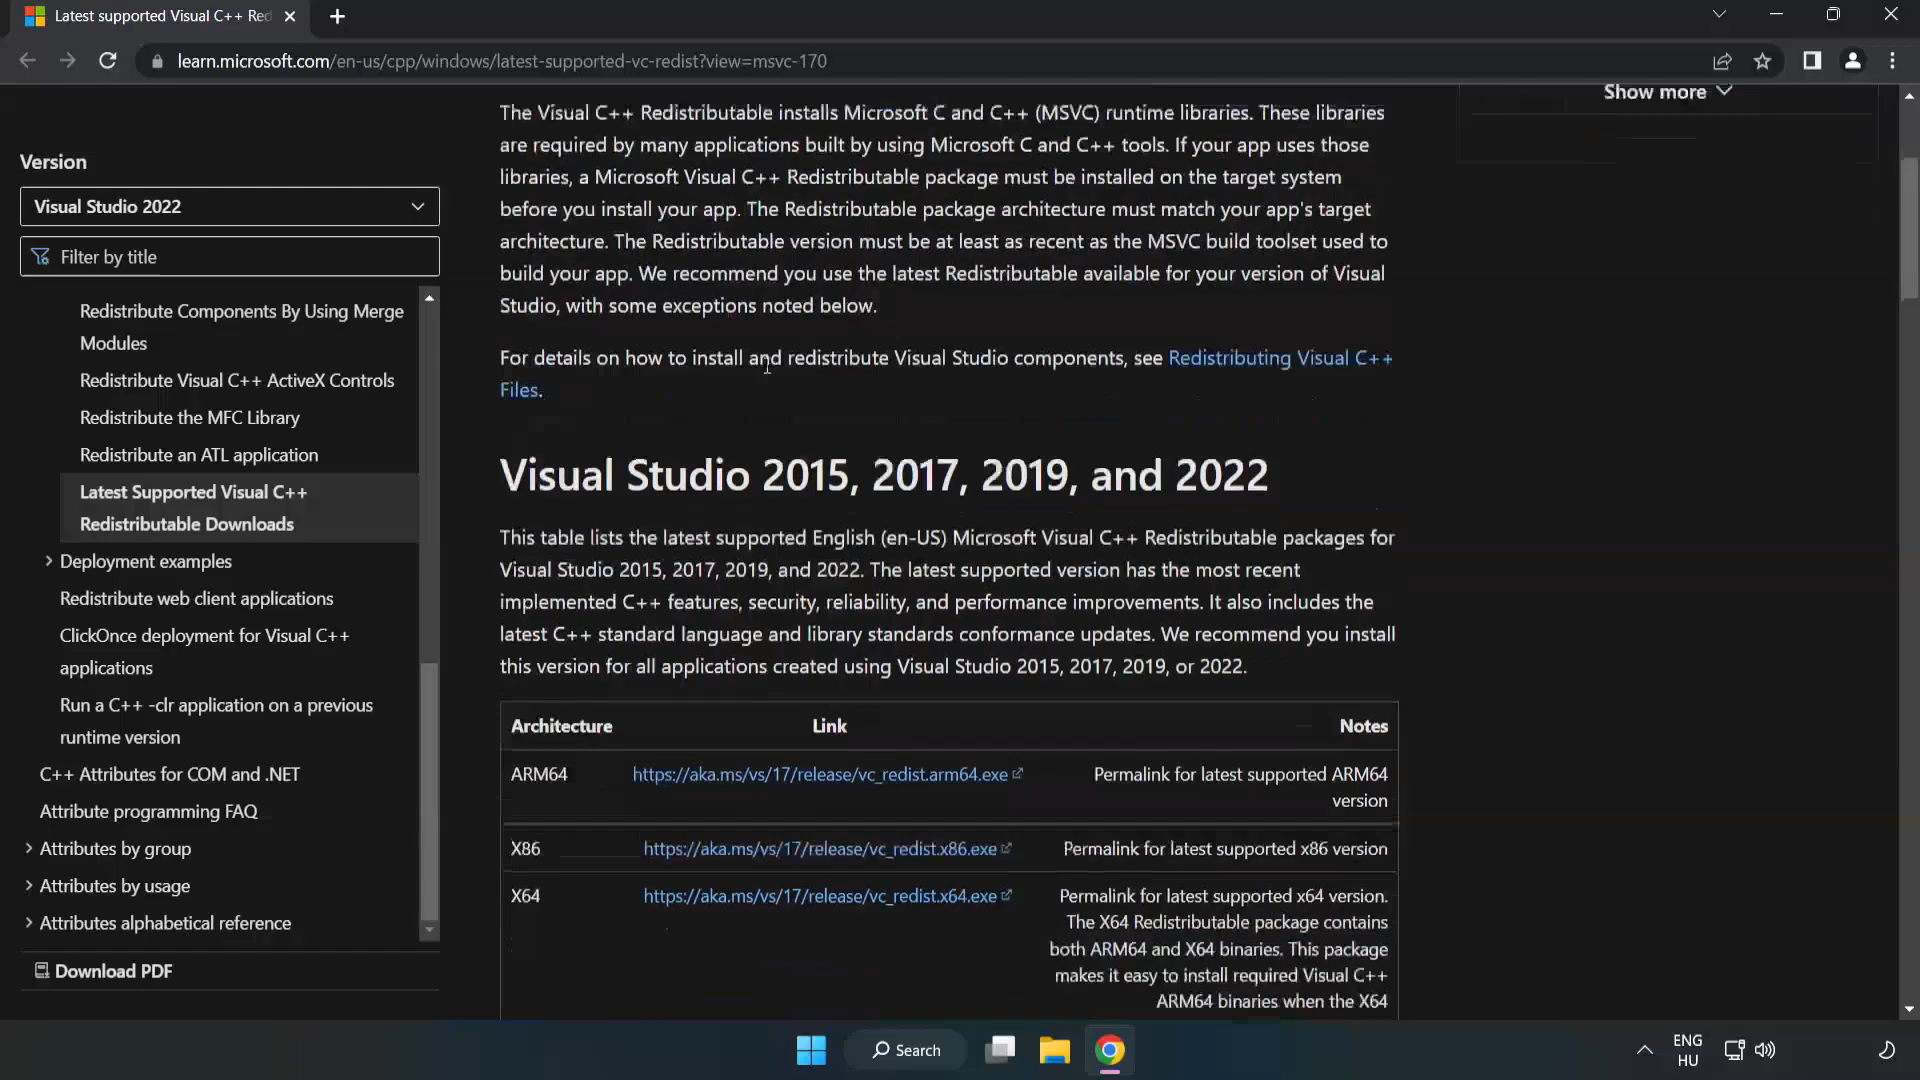 Latest supported Visual C++ Red
learn.microsoft.com/en-us/cpp/windows/latest-supported-vc-redist?view=msvc-170
Version
Visual Studio 2022
Filter by title
Redistribute Components By Using Merge
Modules
Redistribute Visual C++ ActiveX Controls
Redistribute the MFC Library
Redistribute an ATL application
Latest Supported Visual C++
Redistributable Downloads
Deployment examples
Redistribute web client applications
ClickOnce deployment for Visual C++
applications
Run a C++ -clr application on a previous
runtime version
C++ Attributes for COM and .NET
Attribute programming FAQ
Attributes by group
Attributes by usage
Attributes alphabetical reference
Download PDF
The Visual C++ Redistributable installs Microsoft C and C++ (MSVC) runtime libraries. These libraries
are required by many applications built by using Microsoft C and C++ tools. If your app uses those
libraries, a Microsoft Visual C++ Redistributable package must be installed on the target system
before you install your app. The Redistributable package architecture must match your app's target
architecture. The Redistributable version must be at least as recent as the MSVC build toolset used to
build your app. We recommend you use the latest Redistributable available for your version of Visual
Studio, with some exceptions noted below.
For details on how to install and redistribute Visual Studio components, see Redistributing Visual C++
Files.
Visual Studio 2015, 2017, 2019, and 2022
This table lists the latest supported English (en-US) Microsoft Visual C++ Redistributable packages for
Visual Studio 2015, 2017, 2019, and 2022. The latest supported version has the most recent
implemented C++ features, security, reliability, and performance improvements. It also includes the
latest C++ standard language and library standards conformance updates. We recommend you install
this version for all applications created using Visual Studio 2015, 2017, 2019, or 2022.
Architecture Link Notes
ARM64 https://aka.ms/vs/17/release/vc_redist.arm64.exe Permalink for latest supported ARM64
version
X86 https://aka.ms/vs/17/release/vc_redist.x86.exe Permalink for latest supported x86 version
X64 https://aka.ms/vs/17/release/vc_redist.x64.exe Permalink for latest supported x64 version.
The X64 Redistributable package contains
both ARM64 and X64 binaries. This package
makes it easy to install required Visual C++
ARM64 binaries when the X64
Show more
Search
ENG
HU